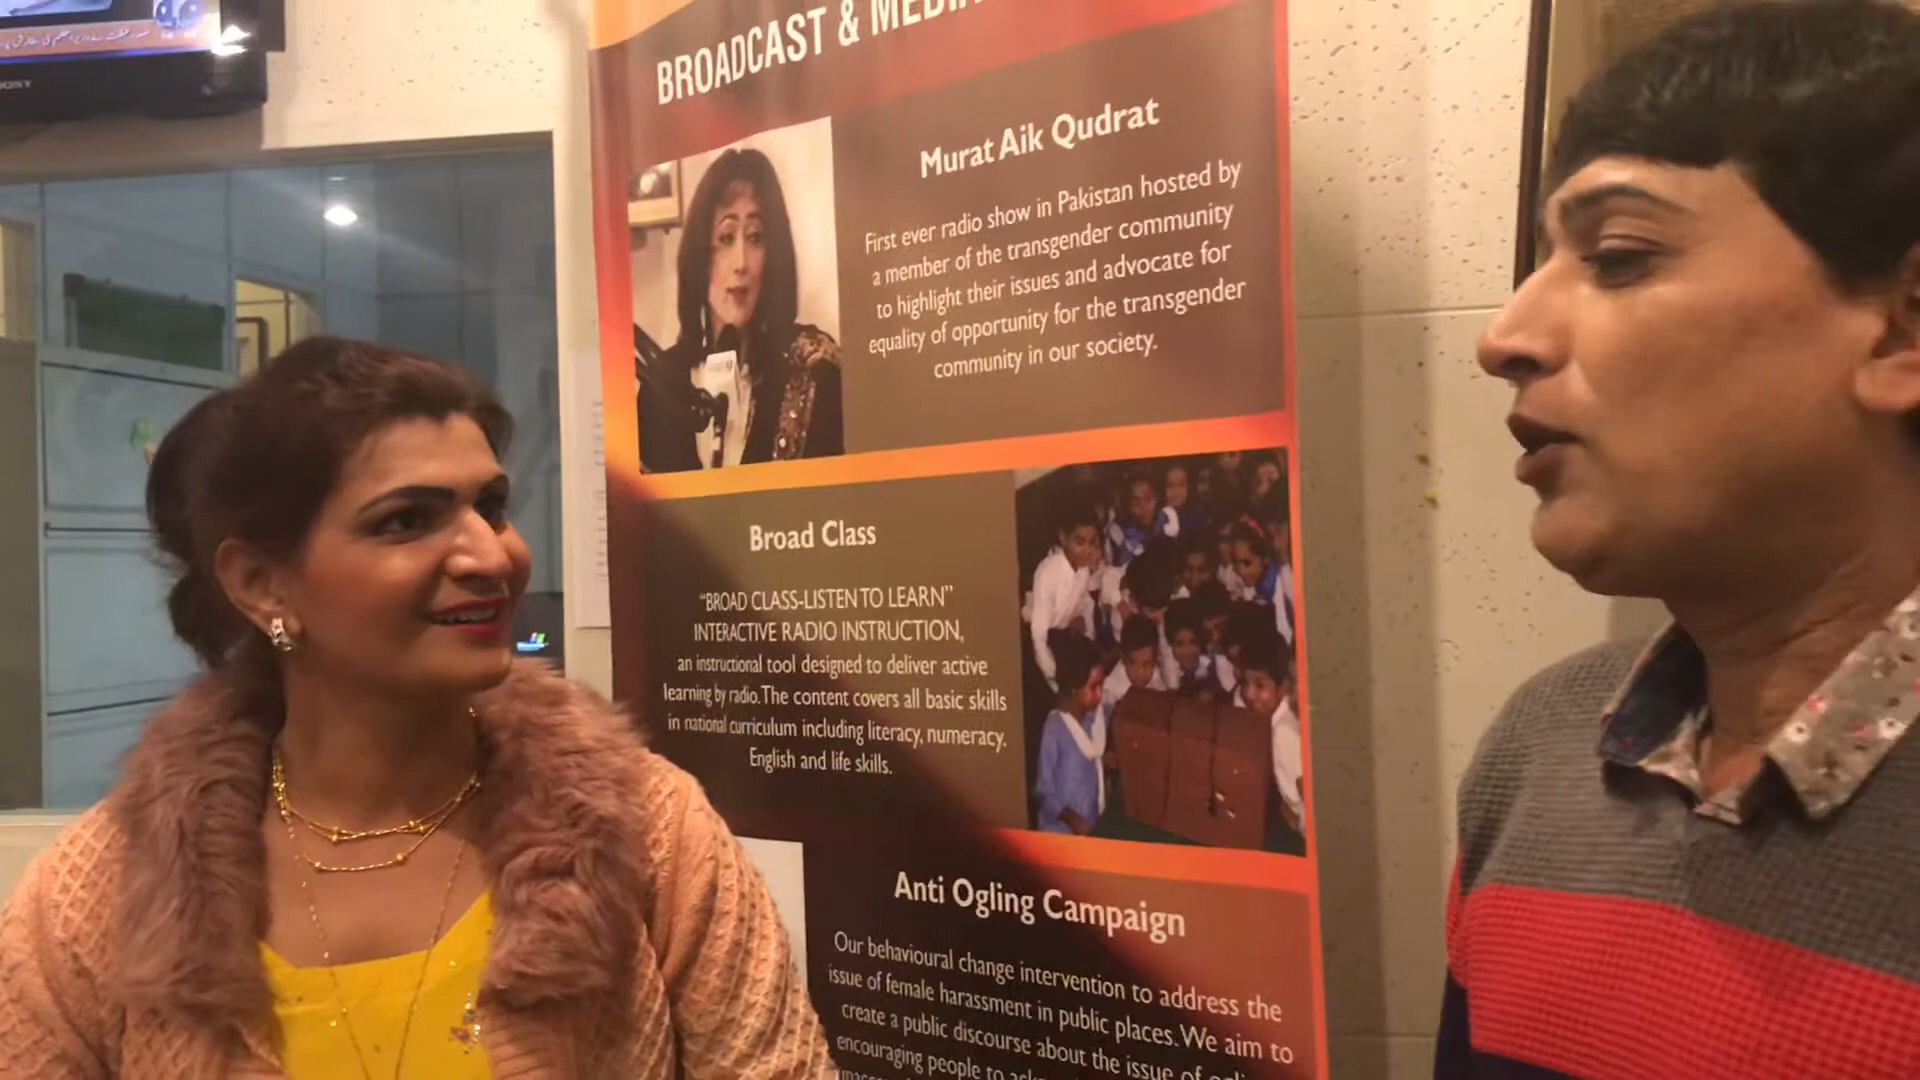 BROADCAST & MEDIA
Murat Aik Qudrat
First ever radio show in Pakistan hosted by
a member of the transgender community
to highlight their issues and advocate for
equality of opportunity for the transgender
community in our society.
Broad Class
“BROAD CLASS-LISTEN TO LEARN”
INTERACTIVE RADIO INSTRUCTION,
an instructional tool designed to deliver active
learning by radio. The content covers all basic skills
in national curriculum including literacy, numeracy.
English and life skills.
Anti Ogling Campaign
Our behavioural change intervention to address the
issue of female harassment in public places. We aim to
create a public discourse about the issue of
encouraging people to